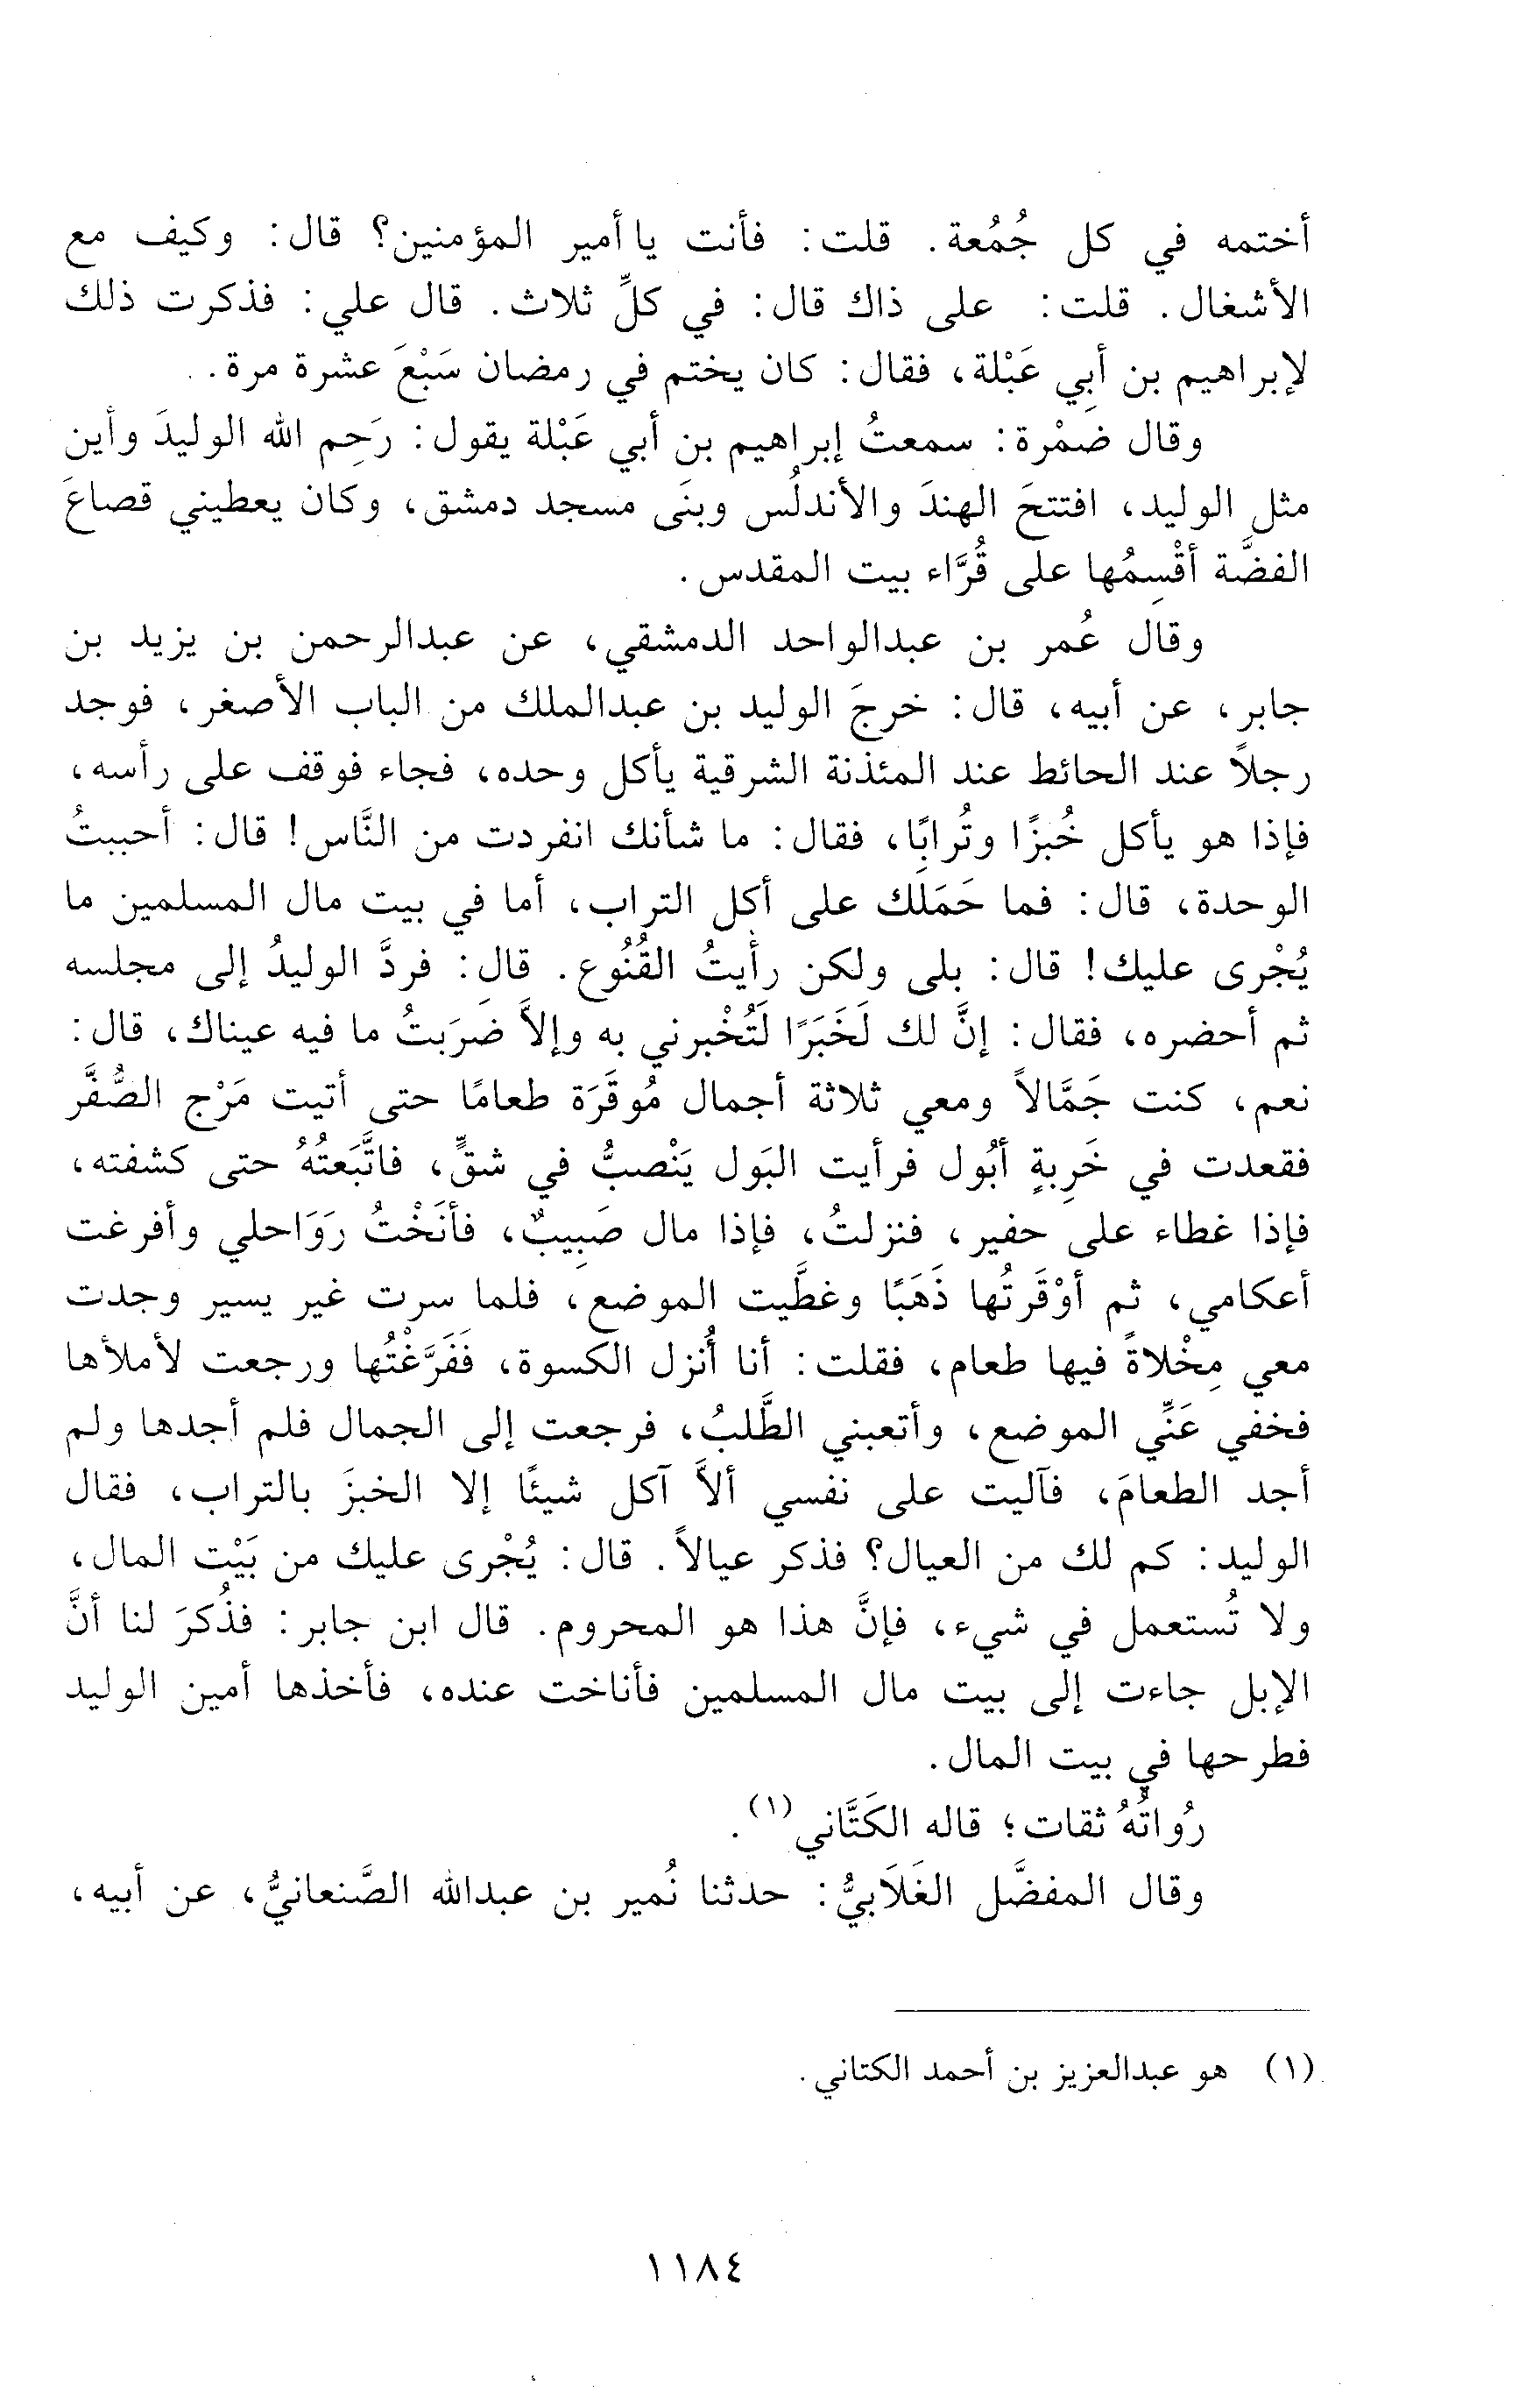 أختمه في كل جُمُعة. قلت: فأنت ياأمير المؤمنين؟ قال: وكيف مع
الأشغال. قلت: على ذاك قال: في كلِّ ثلاث. قال علي: فذكرت ذلك
لإبراهيم بن أبِي عَبْلة، فقال: كان يختم في رمضان سَبْعَ عشرة مرة.
وقال ضمْرة: سمعتُ إبراهيم بن أبي عَبْلة يقول: رَحِم الله الوليدَ وأين
مثل الوليد، افتتحَ الهندَ والأندلُس وبنَى مسجد دمشق، وكان يعطيني قصاعَ
الفضَّة أقْسِمُها على قُرَّاء بيت المقدس.
وقال عُمر بن عبدالواحد الدمشقي، عن عبدالرحمن بن يزيد بن
جابر، عن أبيه، قال: خرجَ الوليد بن عبدالملك من الباب الأصغر، فوجد
رجلاً عند الحائط عند المئذنة الشرقية يأكل وحده، فجاء فوقف على رأسه،
فإذا هو يأكل خُبزًا وتُرابًا، فقال: ما شأنك انفردت من النَّاس! قال: أحببتُ
الوحدة، قال: فما حَمَلَك على أكل التراب، أما في بيت مال المسلمين ما
يُجْرى عليك! قال: بلى ولكن رأيتُ القُنُوع. قال: فردَّ الوليدُ إلى مجلسه
ثم أحضره، فقال: إنَّ لك لَخَبَرًا لَتُخْبرني به وإلاَّ ضَرَبتُ ما فيه عيناك، قال:
نعم، كنت جَمَّالاً ومعي ثلاثة أجمال مُوقَرَة طعامًا حتى أتيت مَرْج الصُّفَّر
فقعدت في خَرِبةٍ أبُول فرأيت البَول يَنْصبُّ في شقٍّ، فاتَّبَعتُهُ حتى كشفته،
فإذا غطاء على حفير، فنزلتُ، فإذا مال صَبِيبٌ، فأنَخْتُ رَوَاحلي وأفرغت
أعكامي، ثم أوْقَرتُها ذَهَبًا وغطَّيت الموضع، فلما سرت غير يسير وجدت
معي مِخْلاةً فيها طعام، فقلت: أنا أُنزل الكسوة، فَفَرَّغْتُها ورجعت لأملأها
فخفي عَنِّي الموضع، وأتعبني الطَّلبُ، فرجعت إلى الجمال فلم أجدها ولم
أجد الطعامَ، فآليت على نفسي ألاَّ آكل شيئًا إلا الخبزَ بالتراب، فقال
الوليد: كم لك من العيال؟ فذكر عيالاً. قال: يُجْرى عليك من بَيْت المال،
ولا تُستعمل في شيء، فإنَّ هذا هو المحروم. قال ابن جابر: فذُكرَ لنا أنَّ
الإبل جاءت إلى بيت مال المسلمين فأناخت عنده، فأخذها أمين الوليد
فطرحها في بيت المال.
رُواتُهُ ثقات؛ قاله الكَتَّاني(١).
وقال المفضَّل الغَلاَبيُّ: حدثنا نُمير بن عبدالله الصَّنعانيُّ، عن أبيه،
(١) هو عبدالعزيز بن أحمد الكتاني.
١١٨٤